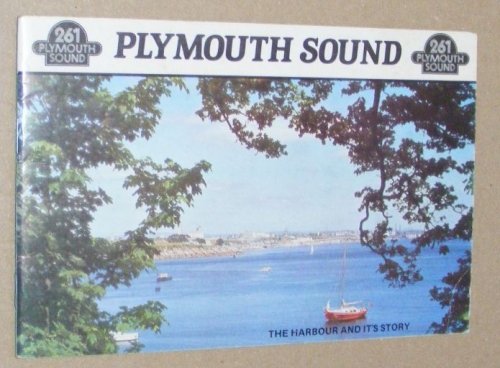 261
PLYMOUTH
SOUND
PLYMOUTH SOUND
261
PLYMOUTH
SOUND
THE HARBOUR AND IT'S STORY